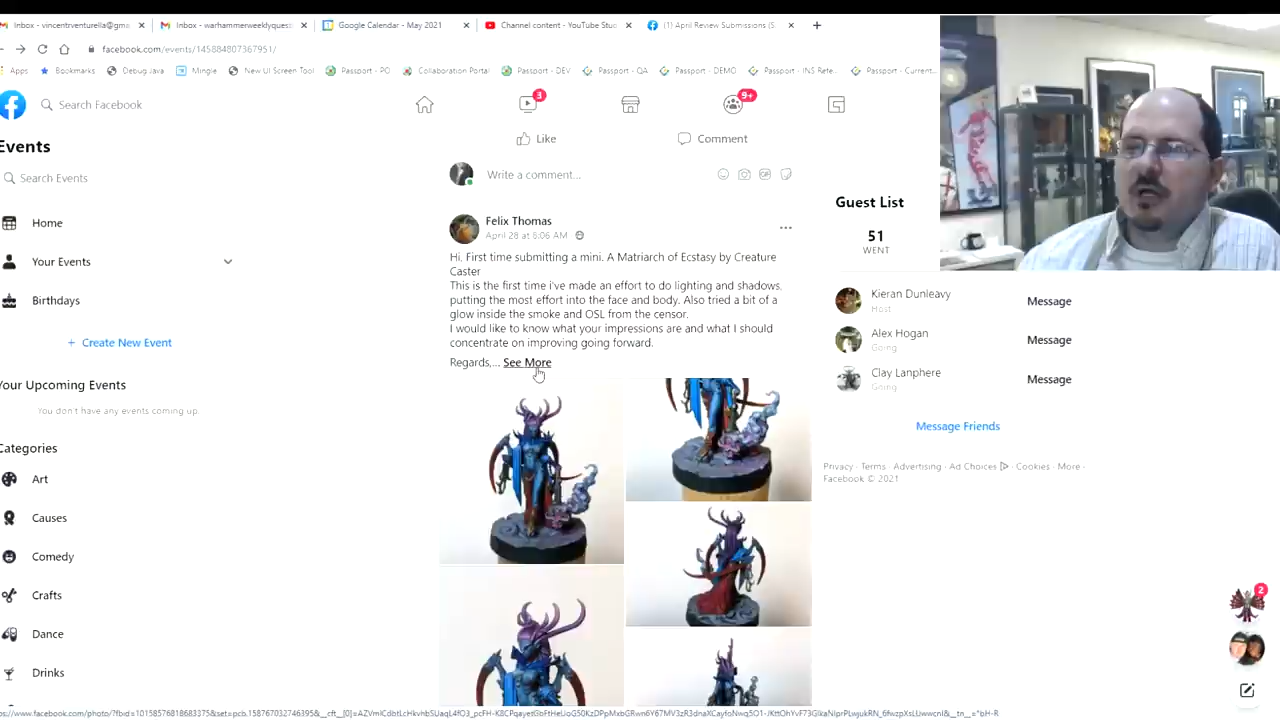 Inbox - vincentrventurella@gma
Inbox - warhammerweeklyquest
Google Calendar - May 2021
Channel content - YouTube Stud
(1) April Review Submissions (S
facebook.com/events/145884807367951/
Apps
Bookmarks
Debug Java
Mingle
New UI Screen Tool
Passport - PO
Collaboration Portal
Passport - DEV
Passport - QA
Passport - DEMO
Passport - INS Rete...
Passport - Current...
Search Facebook
3
9+
Events
Like
Comment
Search Events
Write a comment...
Home
Your Events
Birthdays
+ Create New Event
Your Upcoming Events
You don't have any events coming up.
Categories
Art
Causes
Comedy
Crafts
Dance
Drinks
Felix Thomas
April 28 at 6:06 AM
Hi. First time submitting a mini. A Matriarch of Ecstasy by Creature
Caster
This is the first time i've made an effort to do lighting and shadows.
putting the most effort into the face and body. Also tried a bit of a
glow inside the smoke and OSL from the censor.
I would like to know what your impressions are and what I should
concentrate on improving going forward.
Regards,... See More
Guest List
51
WENT
Kieran Dunleavy
Host
Message
Alex Hogan
Going
Message
Clay Lanphere
Going
Message
Message Friends
Privacy · Terms · Advertising · Ad Choices · Cookies · More ·
Facebook © 2021
2